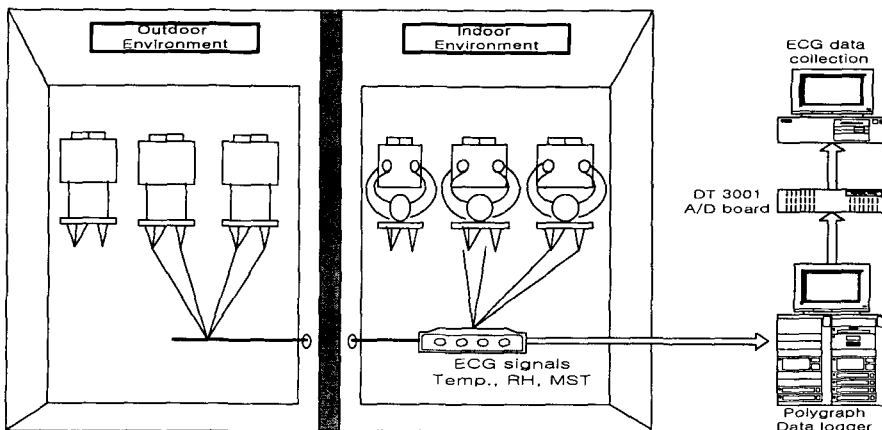 Outdoor
Environment
Indoor
Environment
ECG data
collection
DT 3001
A/D board
ECG signals
Temp., RH, MST
Polygraph
Data logger